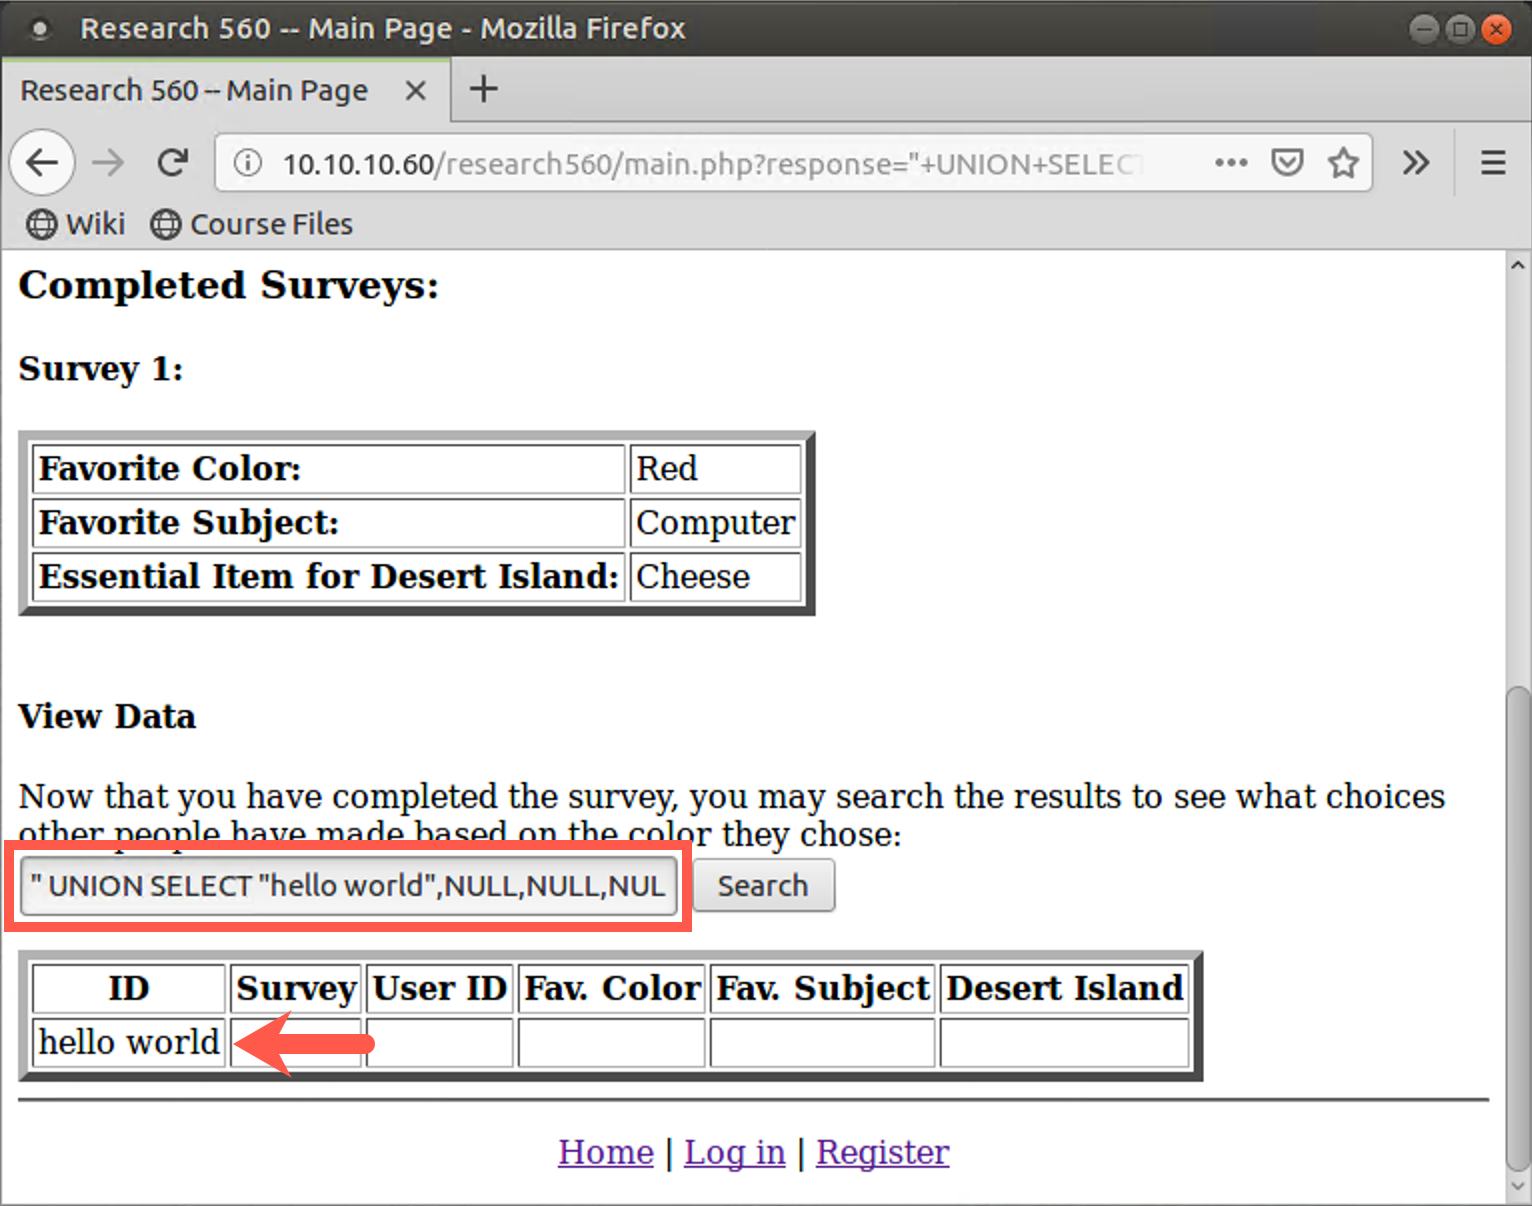 Research 560 -- Main Page - Mozilla Firefox
Research 560 -- Main Page
10.10.10.60/research560/main.php?response="+UNION+SELECT
Wiki Course Files
Completed Surveys:
Survey 1:
Favorite Color: Red
Favorite Subject: Computer
Essential Item for Desert Island: Cheese
View Data
Now that you have completed the survey, you may search the results to see what choices
other people have made based on the color they chose:
" UNION SELECT "hello world",NULL,NULL,NUL Search
ID Survey User ID Fav. Color Fav. Subject Desert Island
hello world
Home | Log in | Register